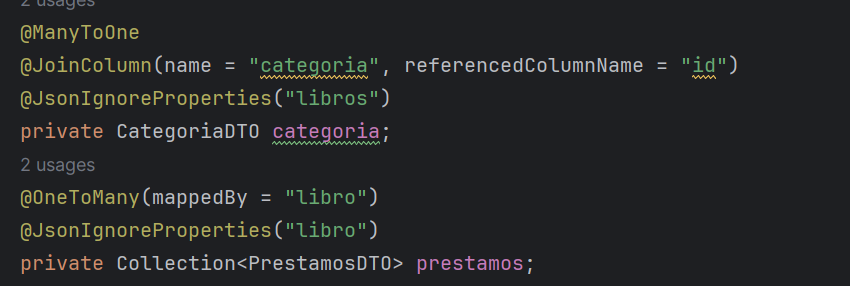 2 usages
@ManyToOne
@JoinColumn(name = "categoria", referencedColumnName = "id")
@JsonIgnoreProperties("libros")
private CategoriaDTO categoria;
2 usages
@OneToMany(mappedBy = "libro")
@JsonIgnoreProperties("libro")
private Collection<PrestamosDTO> prestamos;